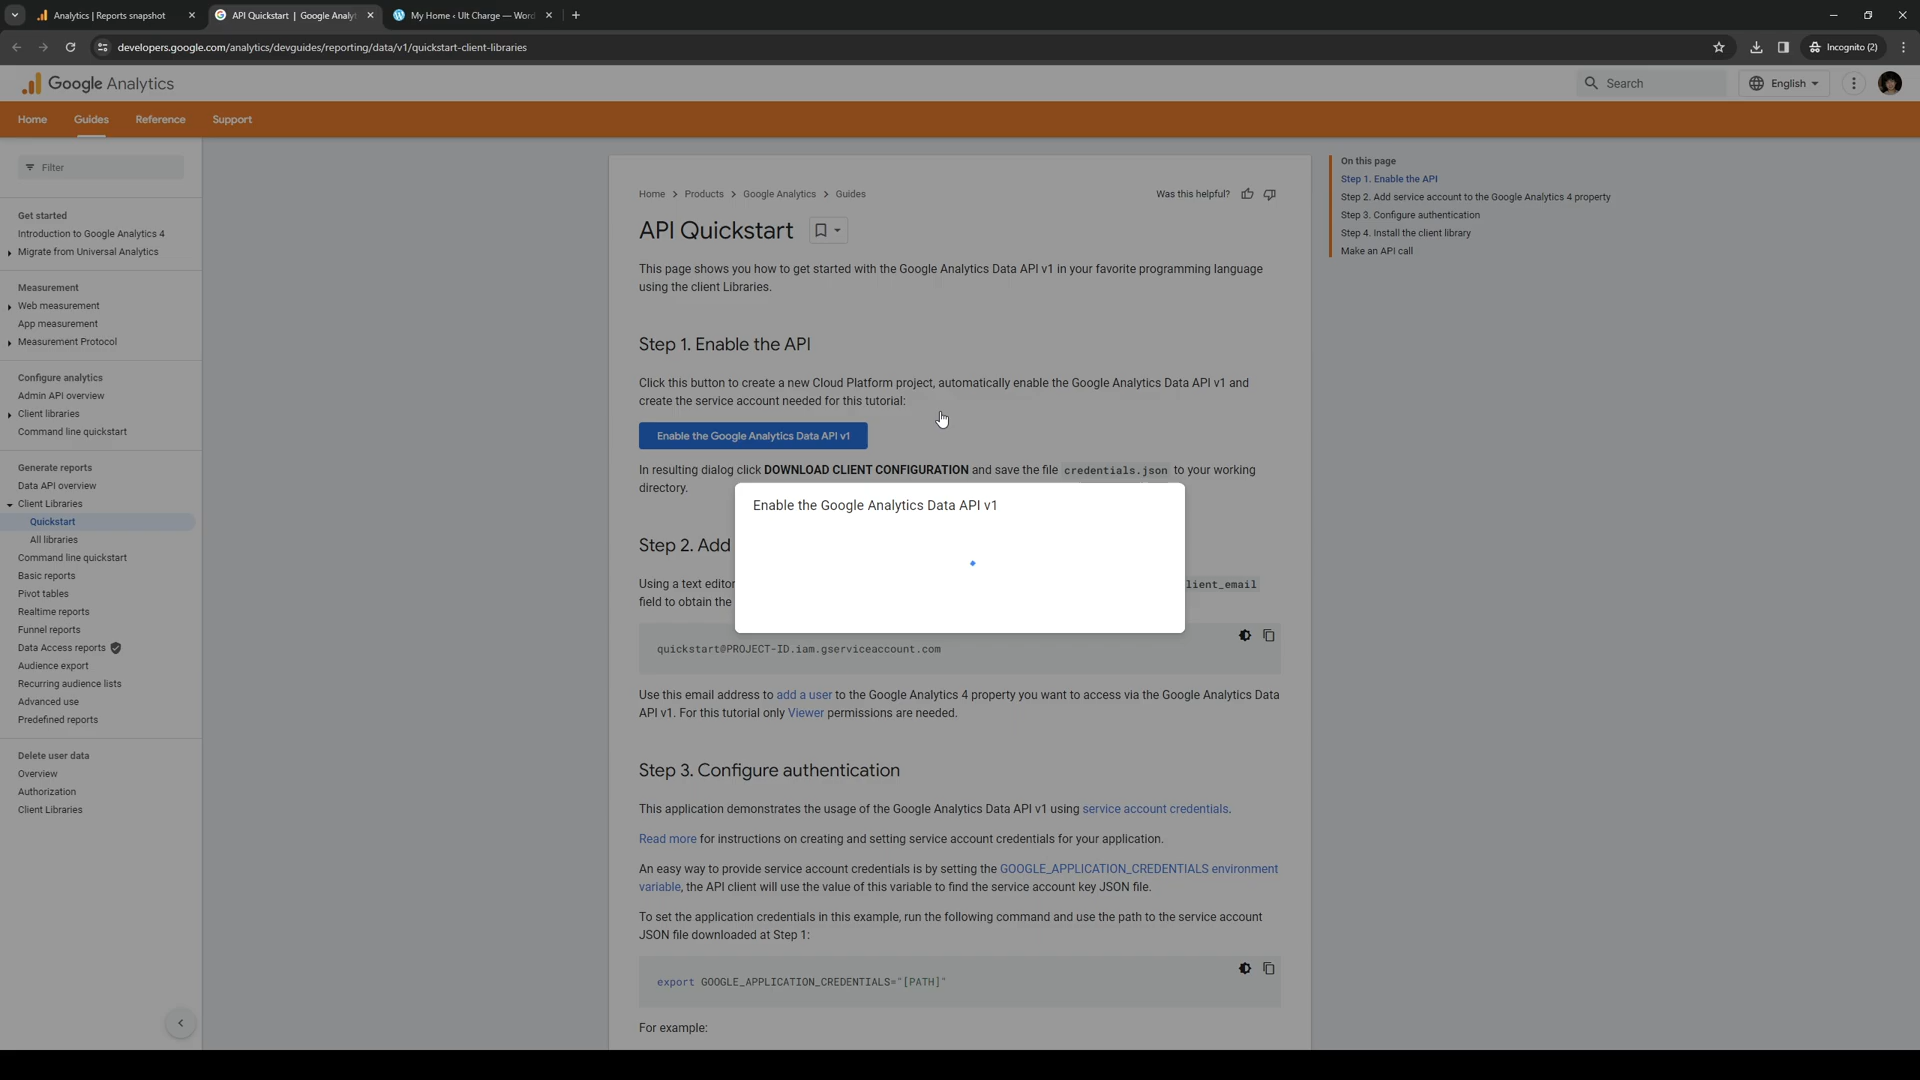 Analytics | Reports snapshot
API Quickstart | Google Analyt
My Home ‹ Ult Charge — Word
developers.google.com/analytics/devguides/reporting/data/v1/quickstart-client-libraries
Incognito (2)
Google Analytics
Search
English
Home
Guides
Reference
Support
Filter
Get started
Introduction to Google Analytics 4
Migrate from Universal Analytics
Measurement
Web measurement
App measurement
Measurement Protocol
Configure analytics
Admin API overview
Client libraries
Command line quickstart
Generate reports
Data API overview
Client Libraries
Quickstart
All libraries
Command line quickstart
Basic reports
Pivot tables
Realtime reports
Funnel reports
Data Access reports
Audience export
Recurring audience lists
Advanced use
Predefined reports
Delete user data
Overview
Authorization
Client Libraries
Home > Products > Google Analytics > Guides
Was this helpful?
API Quickstart
This page shows you how to get started with the Google Analytics Data API v1 in your favorite programming language
using the client Libraries.
Step 1. Enable the API
Click this button to create a new Cloud Platform project, automatically enable the Google Analytics Data API v1 and
create the service account needed for this tutorial:
Enable the Google Analytics Data API v1
In resulting dialog click DOWNLOAD CLIENT CONFIGURATION and save the file credentials.json to your working
directory.
Enable the Google Analytics Data API v1
Step 2. Add
Using a text editor
lient_email
field to obtain the
quickstart@PROJECT-ID.iam.gserviceaccount.com
Use this email address to add a user to the Google Analytics 4 property you want to access via the Google Analytics Data
API v1. For this tutorial only Viewer permissions are needed.
Step 3. Configure authentication
This application demonstrates the usage of the Google Analytics Data API v1 using service account credentials.
Read more for instructions on creating and setting service account credentials for your application.
An easy way to provide service account credentials is by setting the GOOGLE_APPLICATION_CREDENTIALS environment
variable, the API client will use the value of this variable to find the service account key JSON file.
To set the application credentials in this example, run the following command and use the path to the service account
JSON file downloaded at Step 1:
export GOOGLE_APPLICATION_CREDENTIALS="[PATH]"
For example:
On this page
Step 1. Enable the API
Step 2. Add service account to the Google Analytics 4 property
Step 3. Configure authentication
Step 4. Install the client library
Make an API call